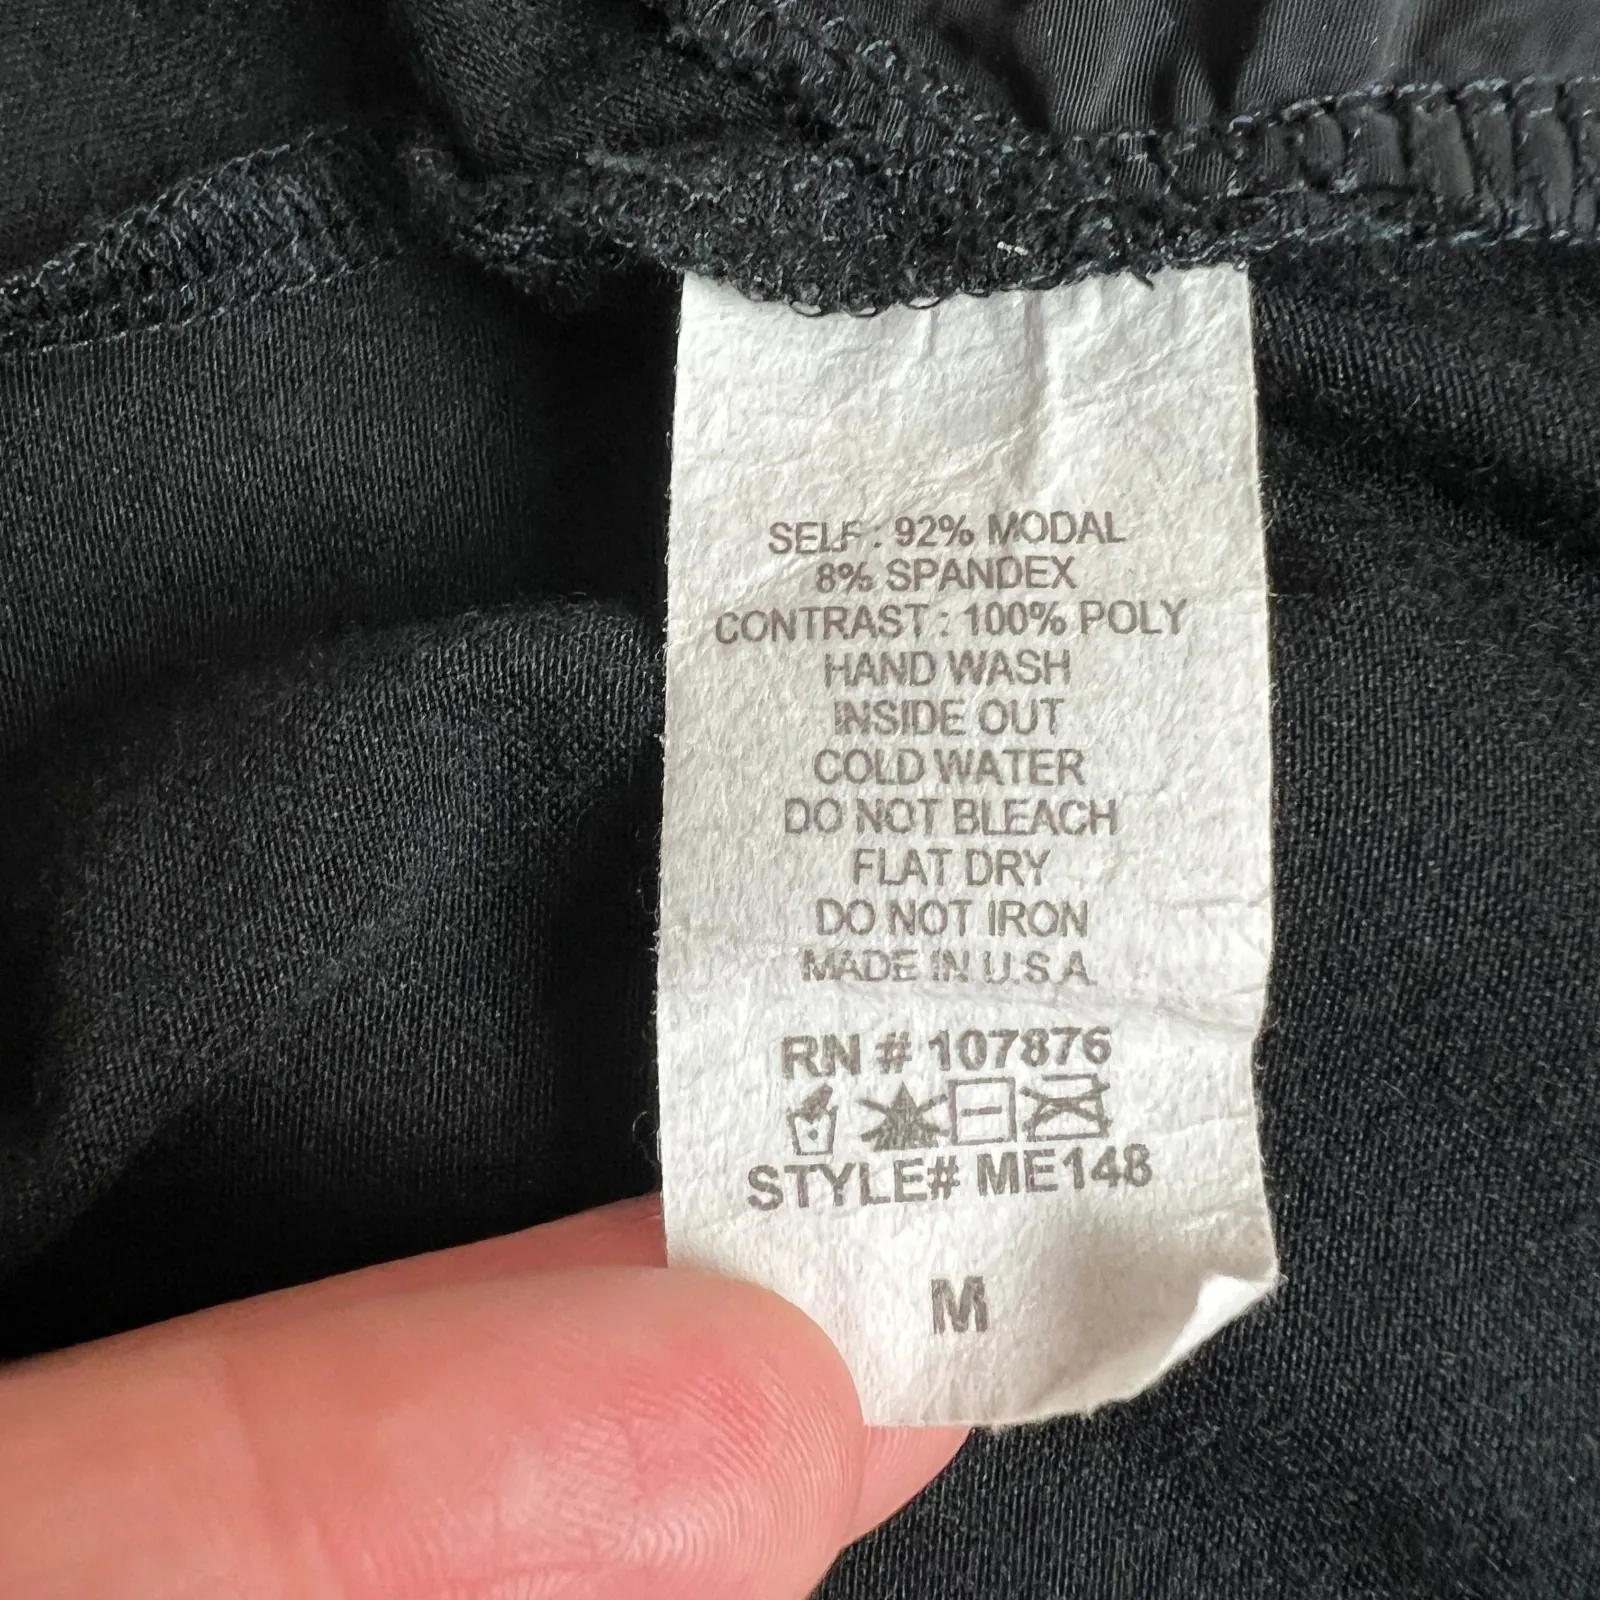 SELF : 92% MODAL
8% SPANDEX
CONTRAST : 100% POLY
HAND WASH
INSIDE OUT
COLD WATER
DO NOT BLEACH
FLAT DRY
DO NOT IRON
MADE IN U.S.A
RN # 107876
STYLE# ME148
M